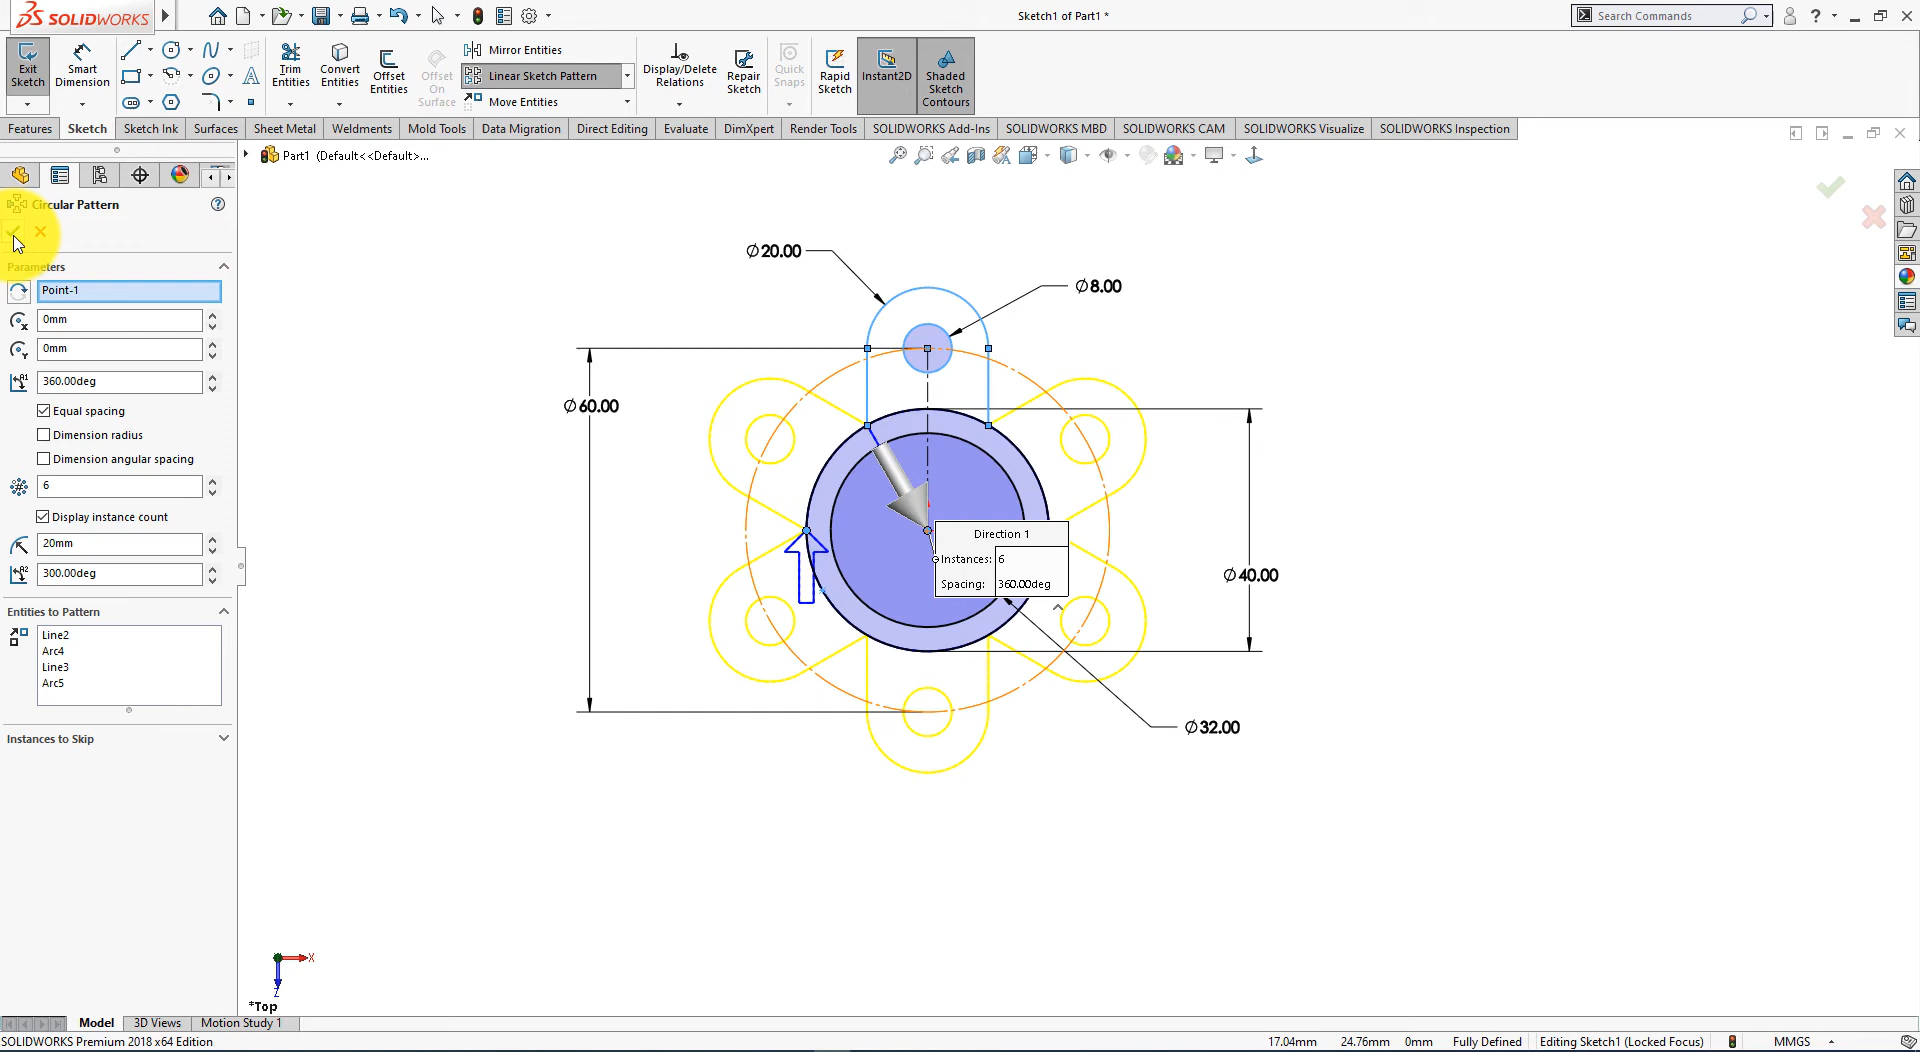 SOLIDWORKS
Sketch1 of Part1 *
Search Commands
?
Exit Sketch
Smart Dimension
Trim Entities
Convert Entities
Offset Entities
Offset On Surface
Mirror Entities
Linear Sketch Pattern
Move Entities
Display/Delete Relations
Repair Sketch
Quick Snaps
Rapid Sketch
Instant2D
Shaded Sketch Contours
Features
Sketch
Sketch Ink
Surfaces
Sheet Metal
Weldments
Mold Tools
Data Migration
Direct Editing
Evaluate
DimXpert
Render Tools
SOLIDWORKS Add-Ins
SOLIDWORKS MBD
SOLIDWORKS CAM
SOLIDWORKS Visualize
SOLIDWORKS Inspection
Part1 (Default<<Default>...
Circular Pattern
?
Parameters
Point-1
0mm
0mm
360.00deg
Equal spacing
Dimension radius
Dimension angular spacing
6
Display instance count
20mm
300.00deg
Entities to Pattern
Line2
Arc4
Line3
Arc5
Instances to Skip
∅20.00
∅8.00
∅60.00
∅40.00
∅32.00
Direction 1
Instances: 6
Spacing: 360.00deg
X
Z
*Top
Model
3D Views
Motion Study 1
SOLIDWORKS Premium 2018 x64 Edition
17.04mm
24.76mm
0mm
Fully Defined
Editing Sketch1 (Locked Focus)
MMGS